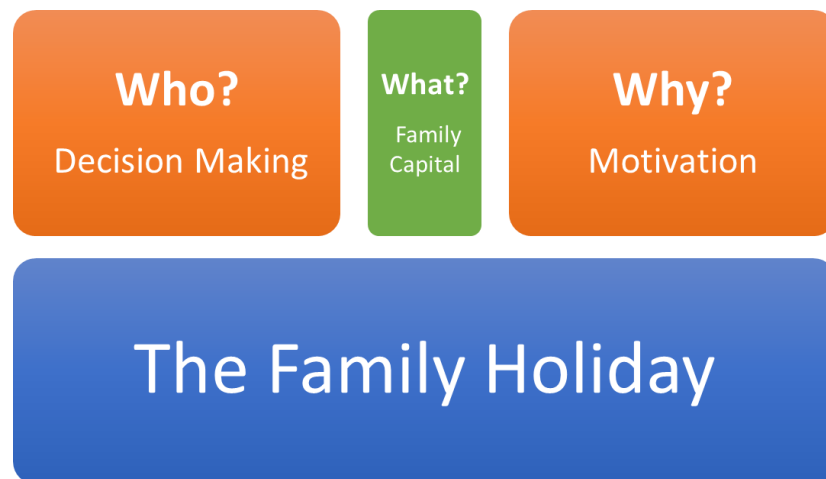 Who?
Decision Making
What?
Family
Capital
Why?
Motivation
The Family Holiday